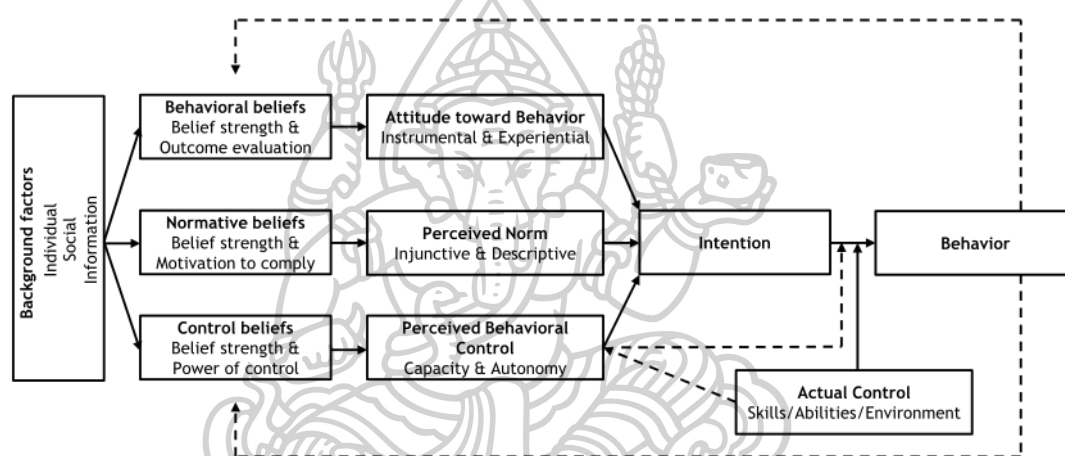 Background factors
Individual
Social
Information
Behavioral beliefs
Belief strength &
Outcome evaluation
Attitude toward Behavior
Instrumental & Experiential
Normative beliefs
Belief strength &
Motivation to comply
Perceived Norm
Injunctive & Descriptive
Intention
Behavior
Control beliefs
Belief strength &
Power of control
Perceived Behavioral
Control
Capacity & Autonomy
Actual Control
Skills/Abilities/Environment